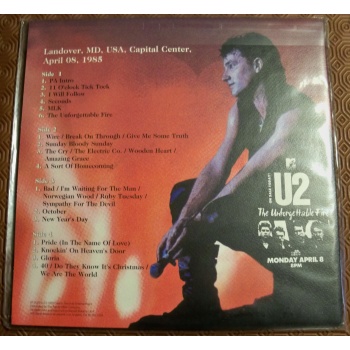 Landover, MD, USA, Capital Center,
April 08, 1985
Side 1
1. PA Intro
2. 11 O'clock Tick Tock
3. I Will Follow
4. Seconds
5. MLK
6. The Unforgettable Fire
Side 2
1. Wire / Break On Through / Give Me Some Truth
2. Sunday Bloody Sunday
3. The Cry / The Electric Co. / Wooden Heart /
Amazing Grace
4. A Sort Of Homecoming
Side 3
1. Bad / I'm Waiting For The Man /
Norwegian Wood / Ruby Tuesday /
Sympathy For The Devil
2. October
3. New Year's Day
Side 4
1. Pride (In The Name Of Love)
2. Knockin' On Heaven's Door
3. Gloria
4. 40 / Do They Know It's Christmas /
We Are The World
MTV
U2
The Unforgettable Fire
MONDAY APRIL 8
8PM